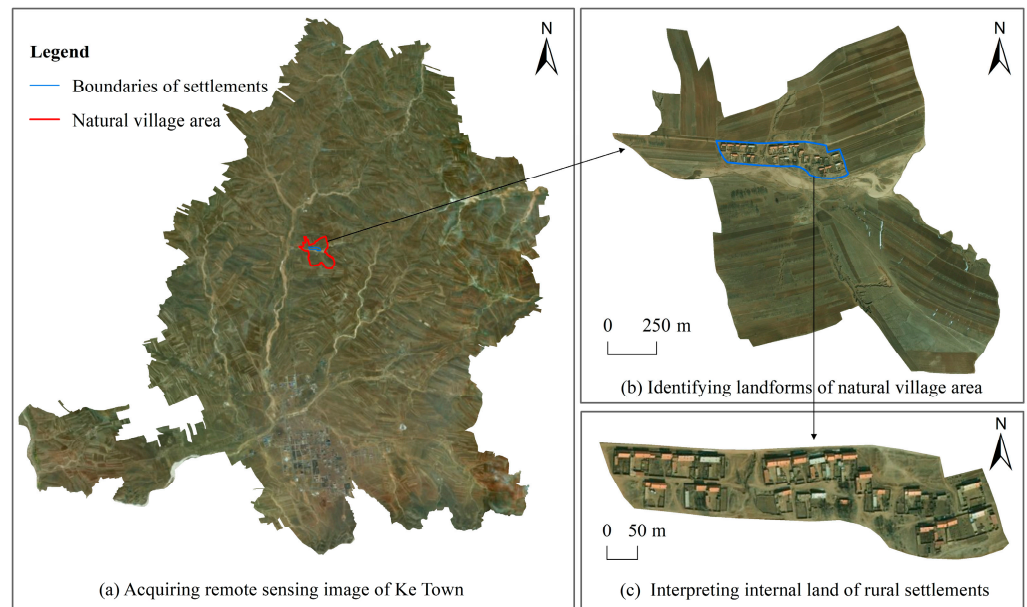 Legend
Boundaries of settlements
Natural village area
N
(a) Acquiring remote sensing image of Ke Town
N
0 250 m
(b) Identifying landforms of natural village area
N
0 50 m
(c) Interpreting internal land of rural settlements